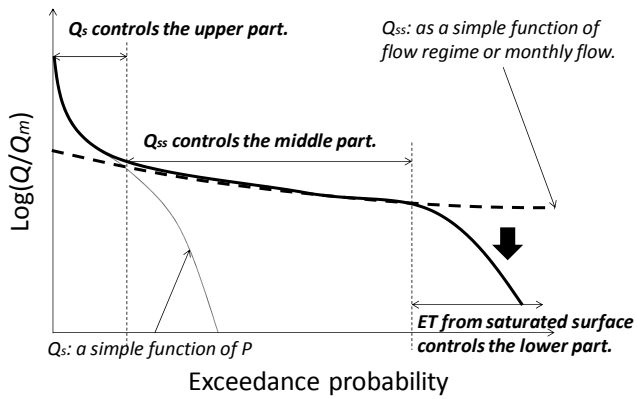 Qs controls the upper part.
Qss: as a simple function of
flow regime or monthly flow.
Qss controls the middle part.
Log(Q/Qm)
ET from saturated surface
controls the lower part.
Qs: a simple function of P
Exceedance probability